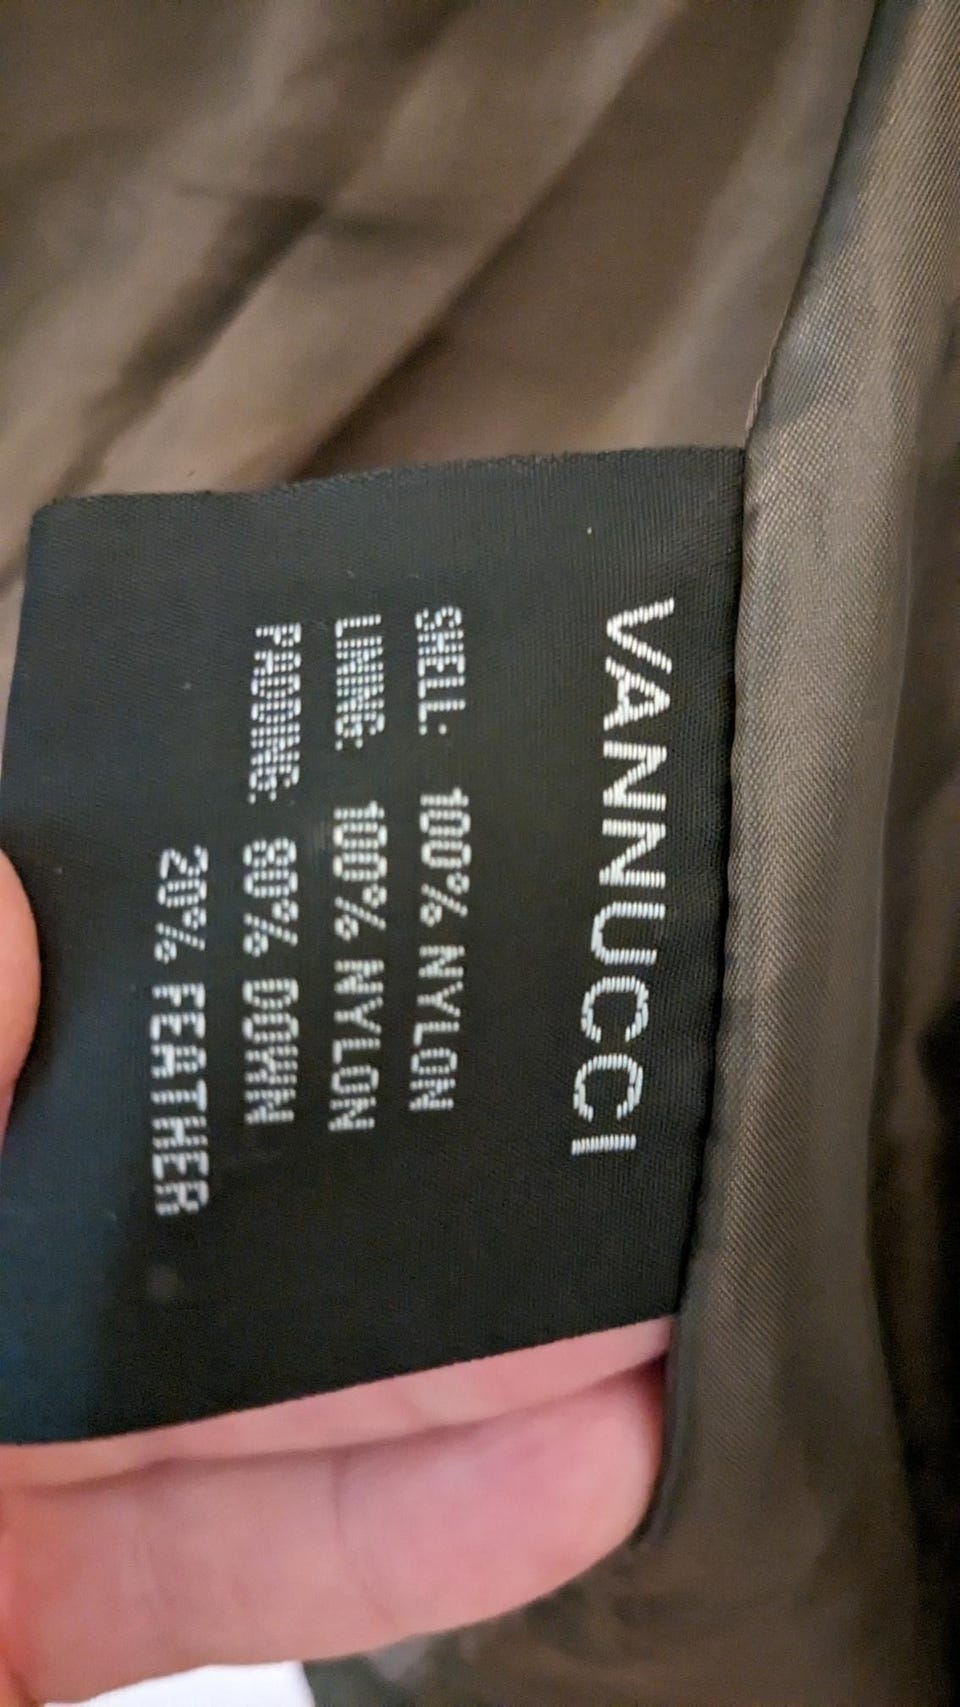 VANNUCCI
SHELL: 100% NYLON
LINING: 100% NYLON
PADDING: 80% DOWN
20% FEATHER